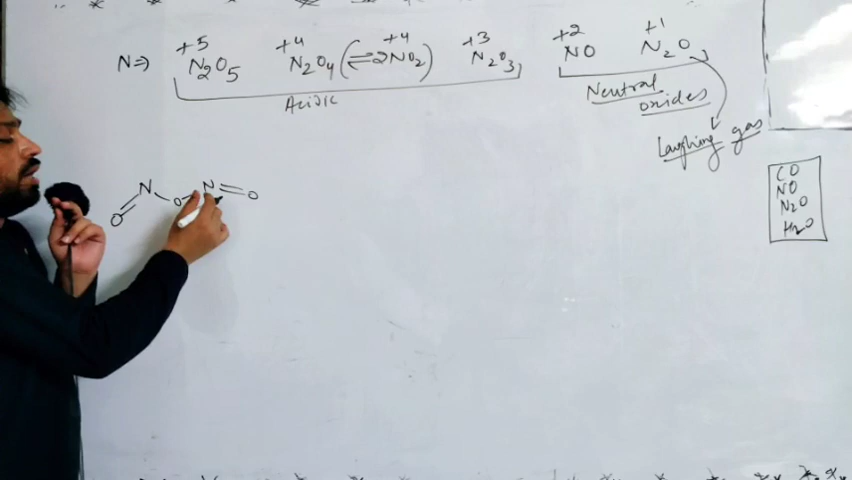 +5 +4 +4 +3 +2 +1
N⇒ N2O5 N2O4(⇌2NO2) N2O3, NO N2O
Acidic
Neutral
oxides
Laughing gas
CO
NO
N2O
H2O
N O N=O
O